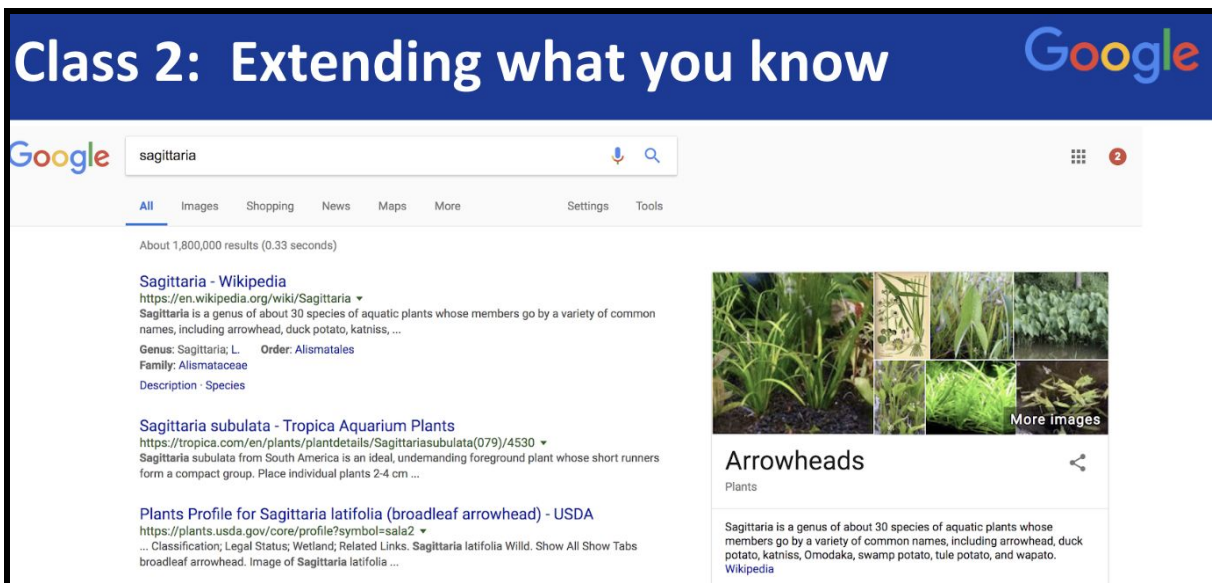 Class 2: Extending what you know
Google
Google
sagittaria
2
All Images Shopping News Maps More Settings Tools
About 1,800,000 results (0.33 seconds)
Sagittaria - Wikipedia
https://en.wikipedia.org/wiki/Sagittaria
Sagittaria is a genus of about 30 species of aquatic plants whose members go by a variety of common
names, including arrowhead, duck potato, katniss, ...
Genus: Sagittaria; L. Order: Alismatales
Family: Alismataceae
Description · Species
Sagittaria subulata - Tropica Aquarium Plants
https://tropica.com/en/plants/plantdetails/Sagittariasubulata(079)/4530
Sagittaria subulata from South America is an ideal, undemanding foreground plant whose short runners
form a compact group. Place individual plants 2-4 cm ...
Plants Profile for Sagittaria latifolia (broadleaf arrowhead) - USDA
https://plants.usda.gov/core/profile?symbol=sala2
... Classification; Legal Status; Wetland; Related Links. Sagittaria latifolia Willd. Show All Show Tabs
broadleaf arrowhead. Image of Sagittaria latifolia ...
More images
Arrowheads
Plants
Sagittaria is a genus of about 30 species of aquatic plants whose
members go by a variety of common names, including arrowhead, duck
potato, katniss, Omodaka, swamp potato, tule potato, and wapato.
Wikipedia